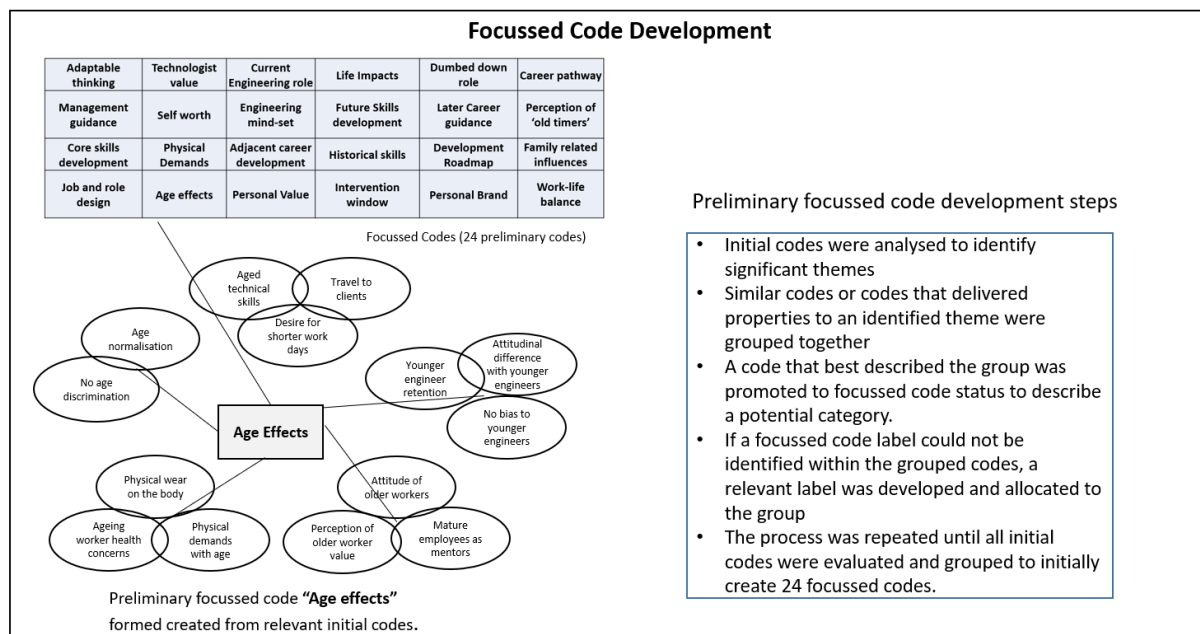 Focussed Code Development
Adaptable
thinking
Technologist
value
Current
Engineering role
Life Impacts
Dumbed down
role
Career pathway
Management
guidance
Self worth
Engineering
mind-set
Future Skills
development
Later Career
guidance
Perception of
‘old timers’
Core skills
development
Physical
Demands
Adjacent career
development
Historical skills
Development
Roadmap
Family related
influences
Job and role
design
Age effects
Personal Value
Intervention
window
Personal Brand
Work-life
balance
Focussed Codes (24 preliminary codes)
Aged
technical
skills
Travel to
clients
Desire for
shorter work
days
Age
normalisation
No age
discrimination
Younger
engineer
retention
Attitudinal
difference
with younger
engineers
No bias to
younger
engineers
Age Effects
Physical wear
on the body
Ageing
worker health
concerns
Physical
demands
with age
Attitude of
older workers
Perception of
older worker
value
Mature
employees as
mentors
Preliminary focussed code “Age effects”
formed created from relevant initial codes.
Preliminary focussed code development steps
• Initial codes were analysed to identify
significant themes
• Similar codes or codes that delivered
properties to an identified theme were
grouped together
• A code that best described the group was
promoted to focussed code status to describe
a potential category.
• If a focussed code label could not be
identified within the grouped codes, a
relevant label was developed and allocated to
the group
• The process was repeated until all initial
codes were evaluated and grouped to initially
create 24 focussed codes.